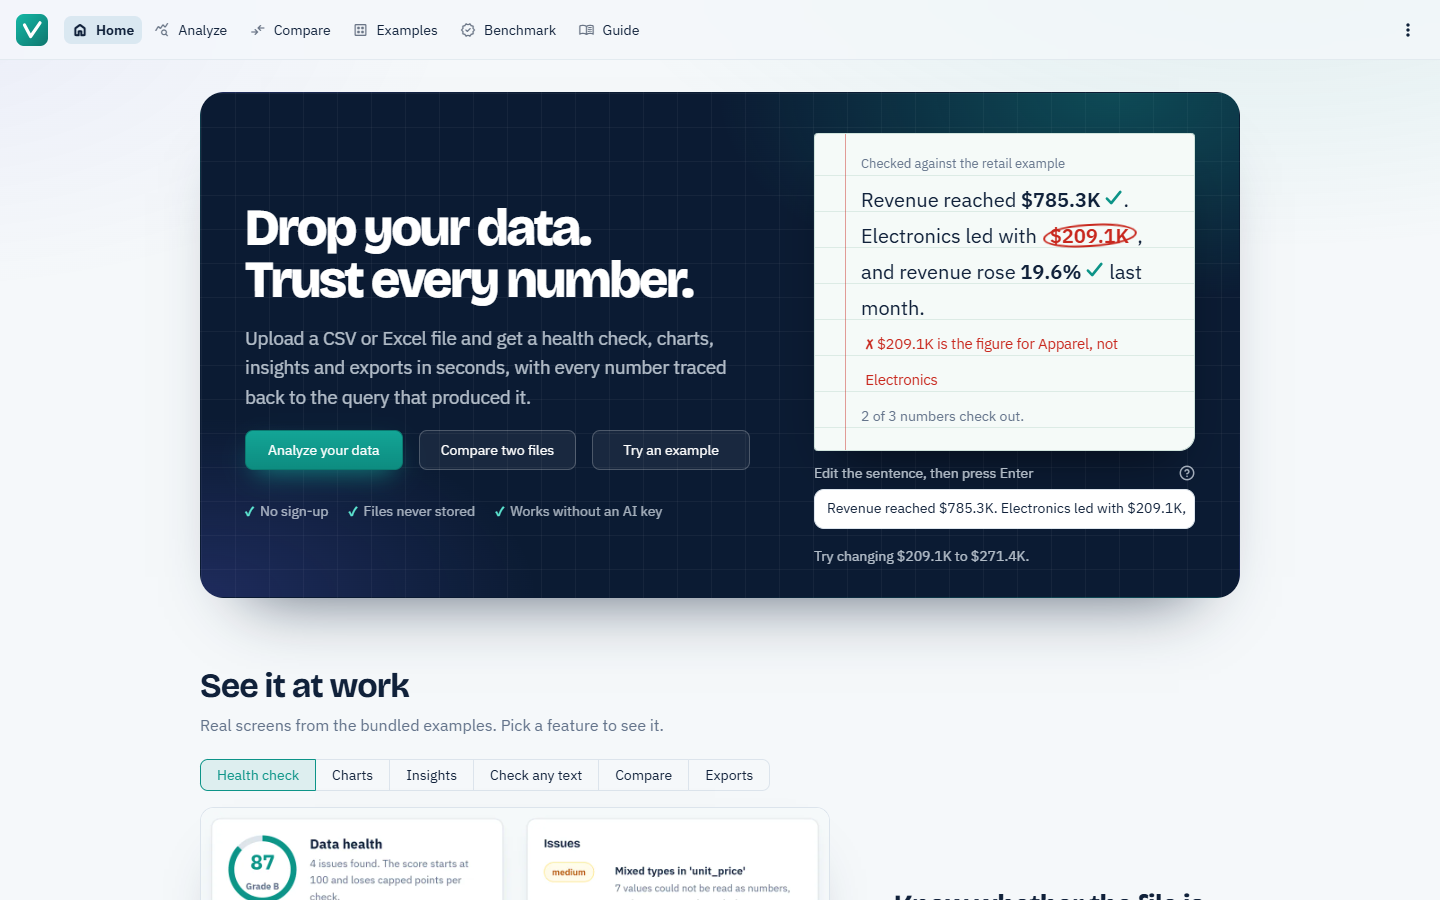 Home
Analyze
Compare
Examples
Benchmark
Guide
Drop your data.
Trust every number.
Upload a CSV or Excel file and get a health check, charts,
insights and exports in seconds, with every number traced
back to the query that produced it.
Analyze your data
Compare two files
Try an example
✓ No sign-up
✓ Files never stored
✓ Works without an AI key
Checked against the retail example
Revenue reached $785.3K ✓.
Electronics led with $209.1K,
and revenue rose 19.6% ✓ last
month.
✗ $209.1K is the figure for Apparel, not
Electronics
2 of 3 numbers check out.
Edit the sentence, then press Enter
Revenue reached $785.3K. Electronics led with $209.1K,
Try changing $209.1K to $271.4K.
See it at work
Real screens from the bundled examples. Pick a feature to see it.
Health check
Charts
Insights
Check any text
Compare
Exports
87
Grade B
Data health
4 issues found. The score starts at
100 and loses capped points per
check.
Issues
medium
Mixed types in 'unit_price'
7 values could not be read as numbers,
Know whether the file is